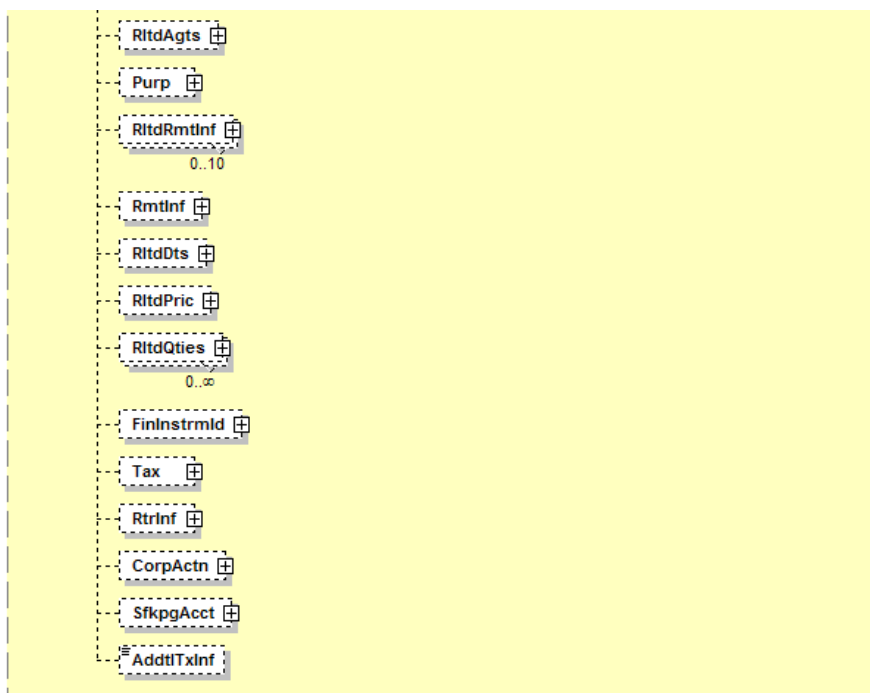 RltdAgts
Purp
RltdRmtInf
0..10
RmtInf
RltdDts
RltdPric
RltdQties
0..∞
FinInstrmId
Tax
RtrInf
CorpActn
SfkpgAcct
AddtlTxInf